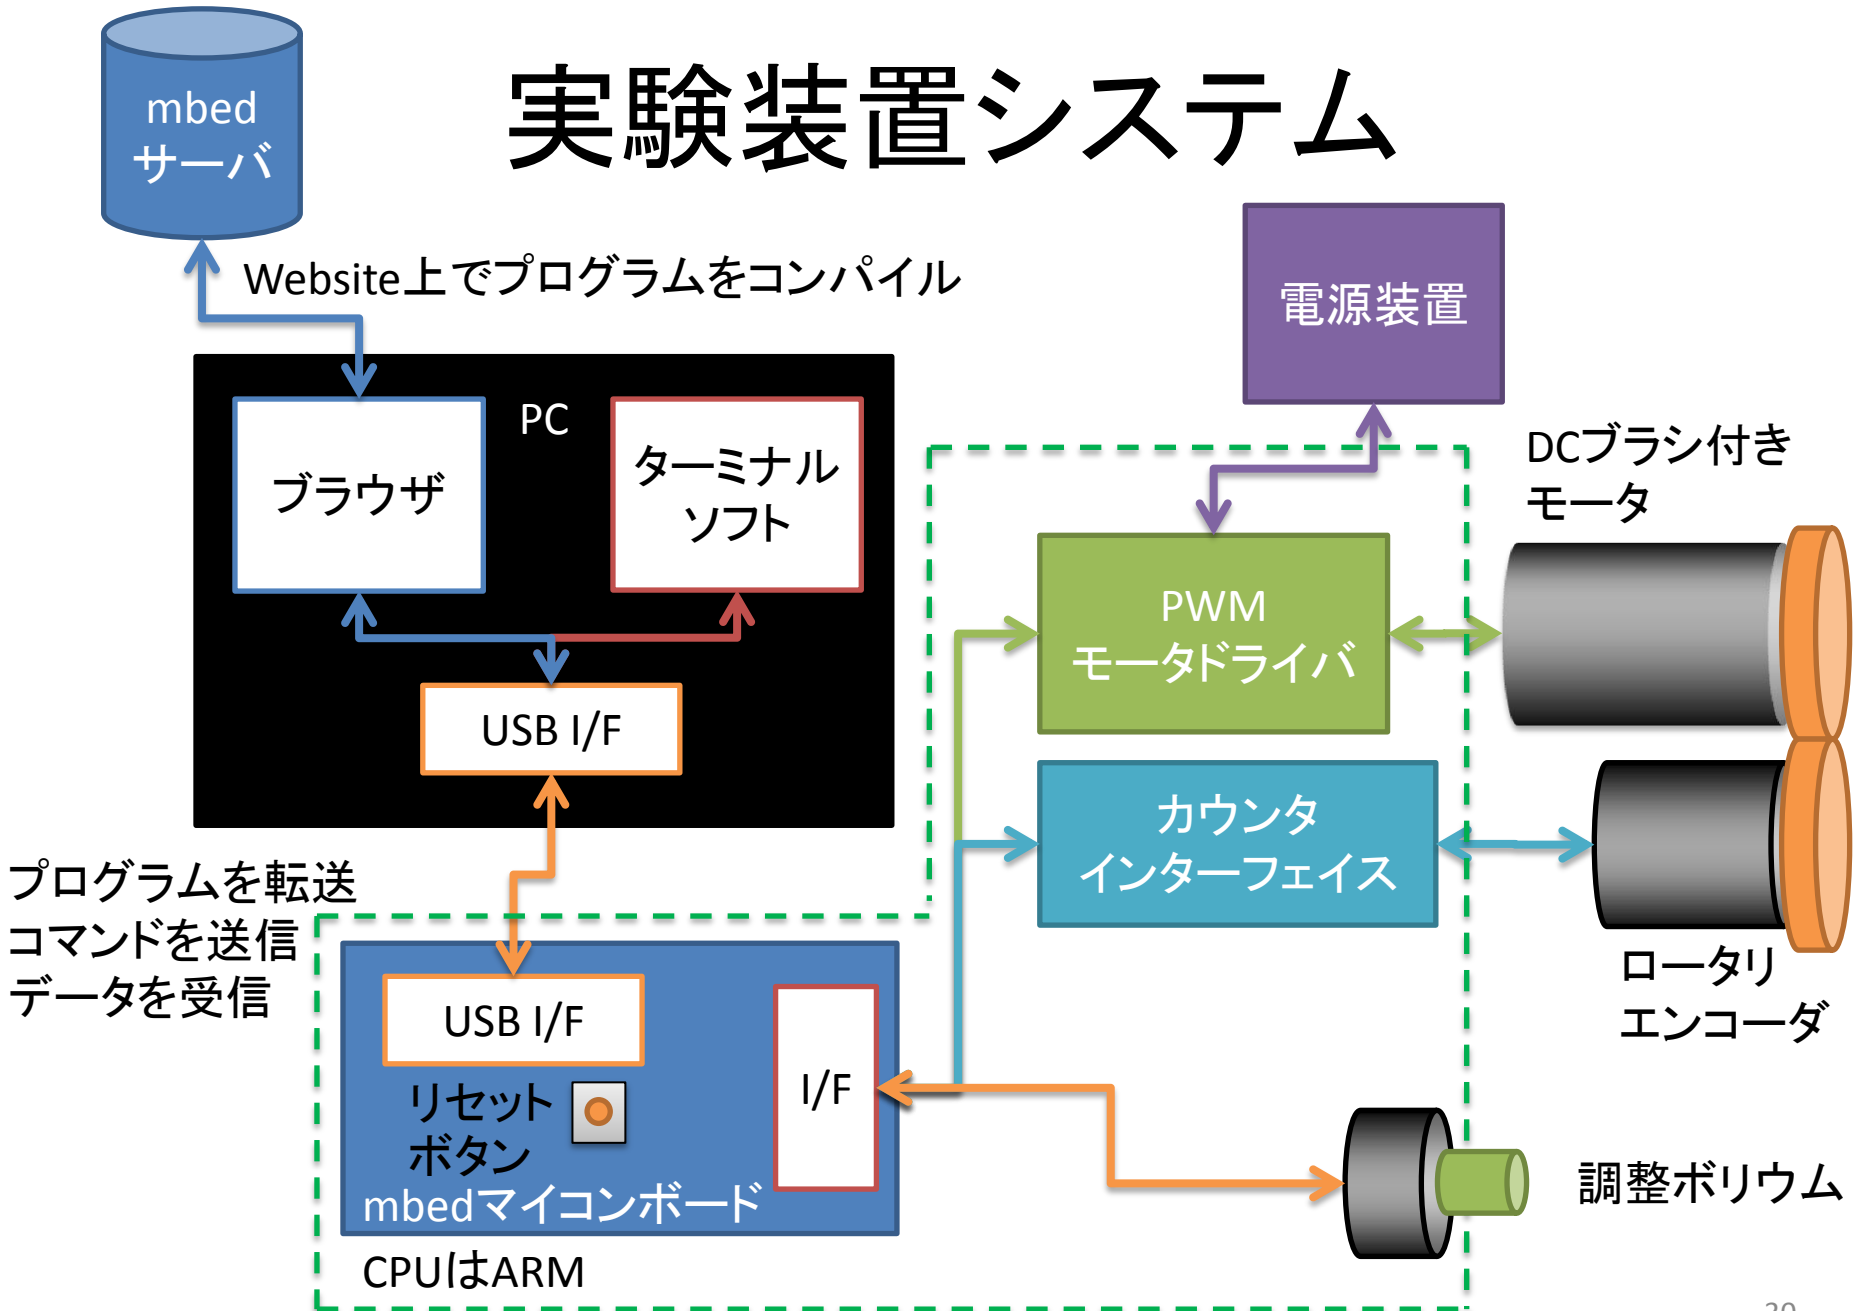 実験装置システム
mbed
サーバ
Website上でプログラムをコンパイル
電源装置
PC
ブラウザ
ターミナル
ソフト
USB I/F
DCブラシ付き
モータ
PWM
モータドライバ
カウンタ
インターフェイス
プログラムを転送
コマンドを送信
データを受信
ロータリ
エンコーダ
USB I/F
I/F
リセット
ボタン
mbedマイコンボード
調整ボリウム
CPUはARM